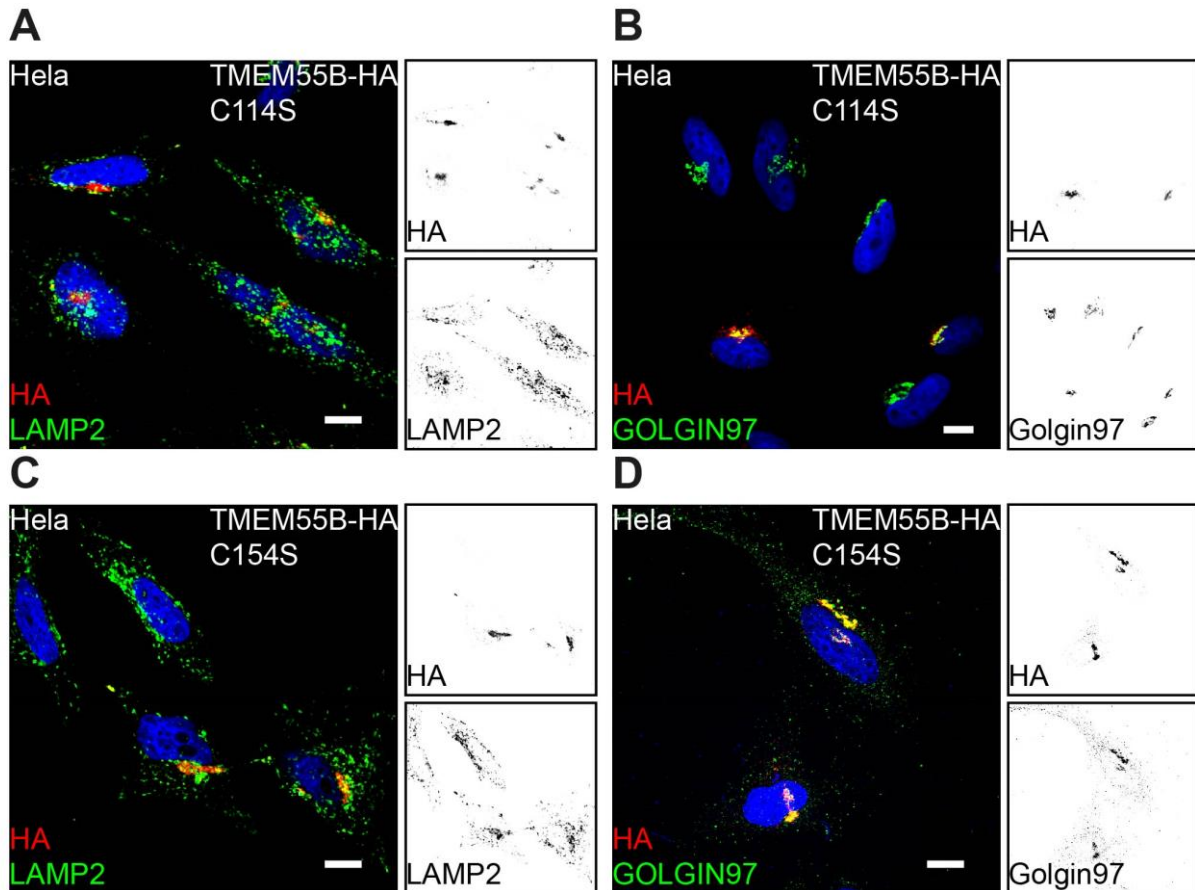 A
Hela
TMEM55B-HA
C114S
HA
LAMP2
HA
LAMP2
B
Hela
TMEM55B-HA
C114S
HA
GOLGIN97
HA
Golgin97
C
Hela
TMEM55B-HA
C154S
HA
LAMP2
HA
LAMP2
D
Hela
TMEM55B-HA
C154S
HA
GOLGIN97
HA
Golgin97